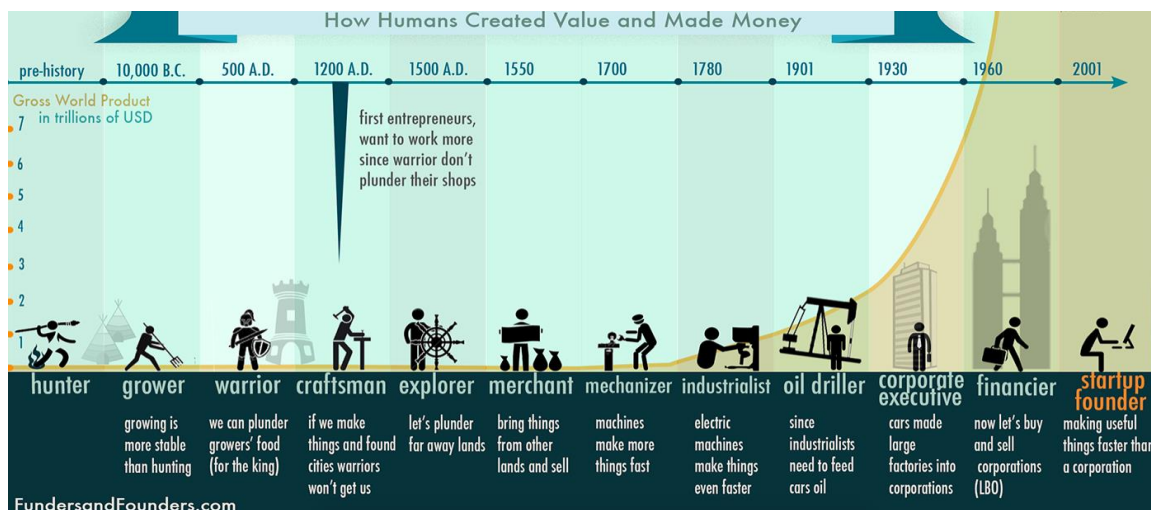 How Humans Created Value and Made Money
pre-history
10,000 B.C.
500 A.D.
1200 A.D.
1500 A.D.
1550
1700
1780
1901
1930
1960
2001
Gross World Product
in trillions of USD
7
6
5
4
3
2
1
first entrepreneurs,
want to work more
since warrior don't
plunder their shops
hunter
grower
growing is
more stable
than hunting
warrior
we can plunder
growers' food
(for the king)
craftsman
if we make
things and found
cities warriors
won't get us
explorer
let's plunder
far away lands
merchant
bring things
from other
lands and sell
mechanizer
machines
make more
things fast
industrialist
electric
machines
make things
even faster
oil driller
since
industrialists
need to feed
cars oil
corporate
executive
cars made
large
factories into
corporations
financier
now let's buy
and sell
corporations
(LBO)
startup
founder
making useful
things faster than
a corporation
FundersandFounders.com